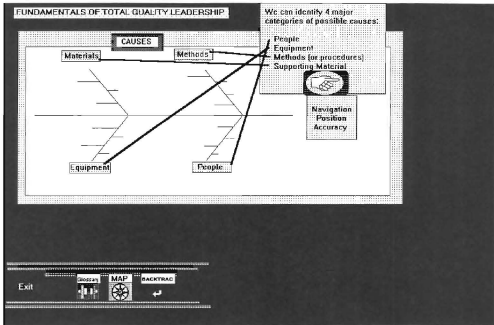 FUNDAMENTALS OF TOTAL QUALITY LEADERSHIP
We can identify 4 major
categories of possible causes:
People
Equipment
Methods (or procedures)
Supporting Material
CAUSES
Materials
Methods
Navigation
Position
Accuracy
Equipment
People
Exit
Glossary
MAP
BACKTRAC